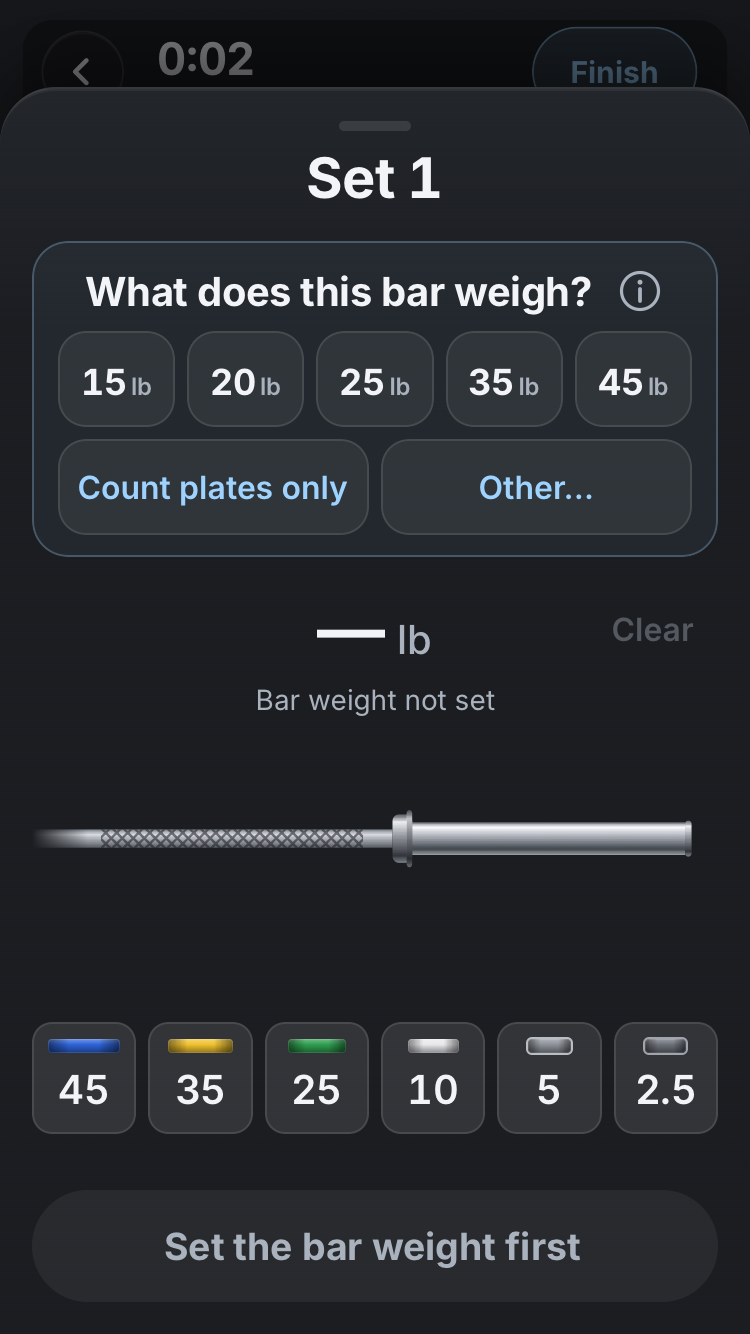 0:02
Finish
Set 1
What does this bar weigh?
15 lb 20 lb 25 lb 35 lb 45 lb
Count plates only Other...
— lb Clear
Bar weight not set
45 35 25 10 5 2.5
Set the bar weight first